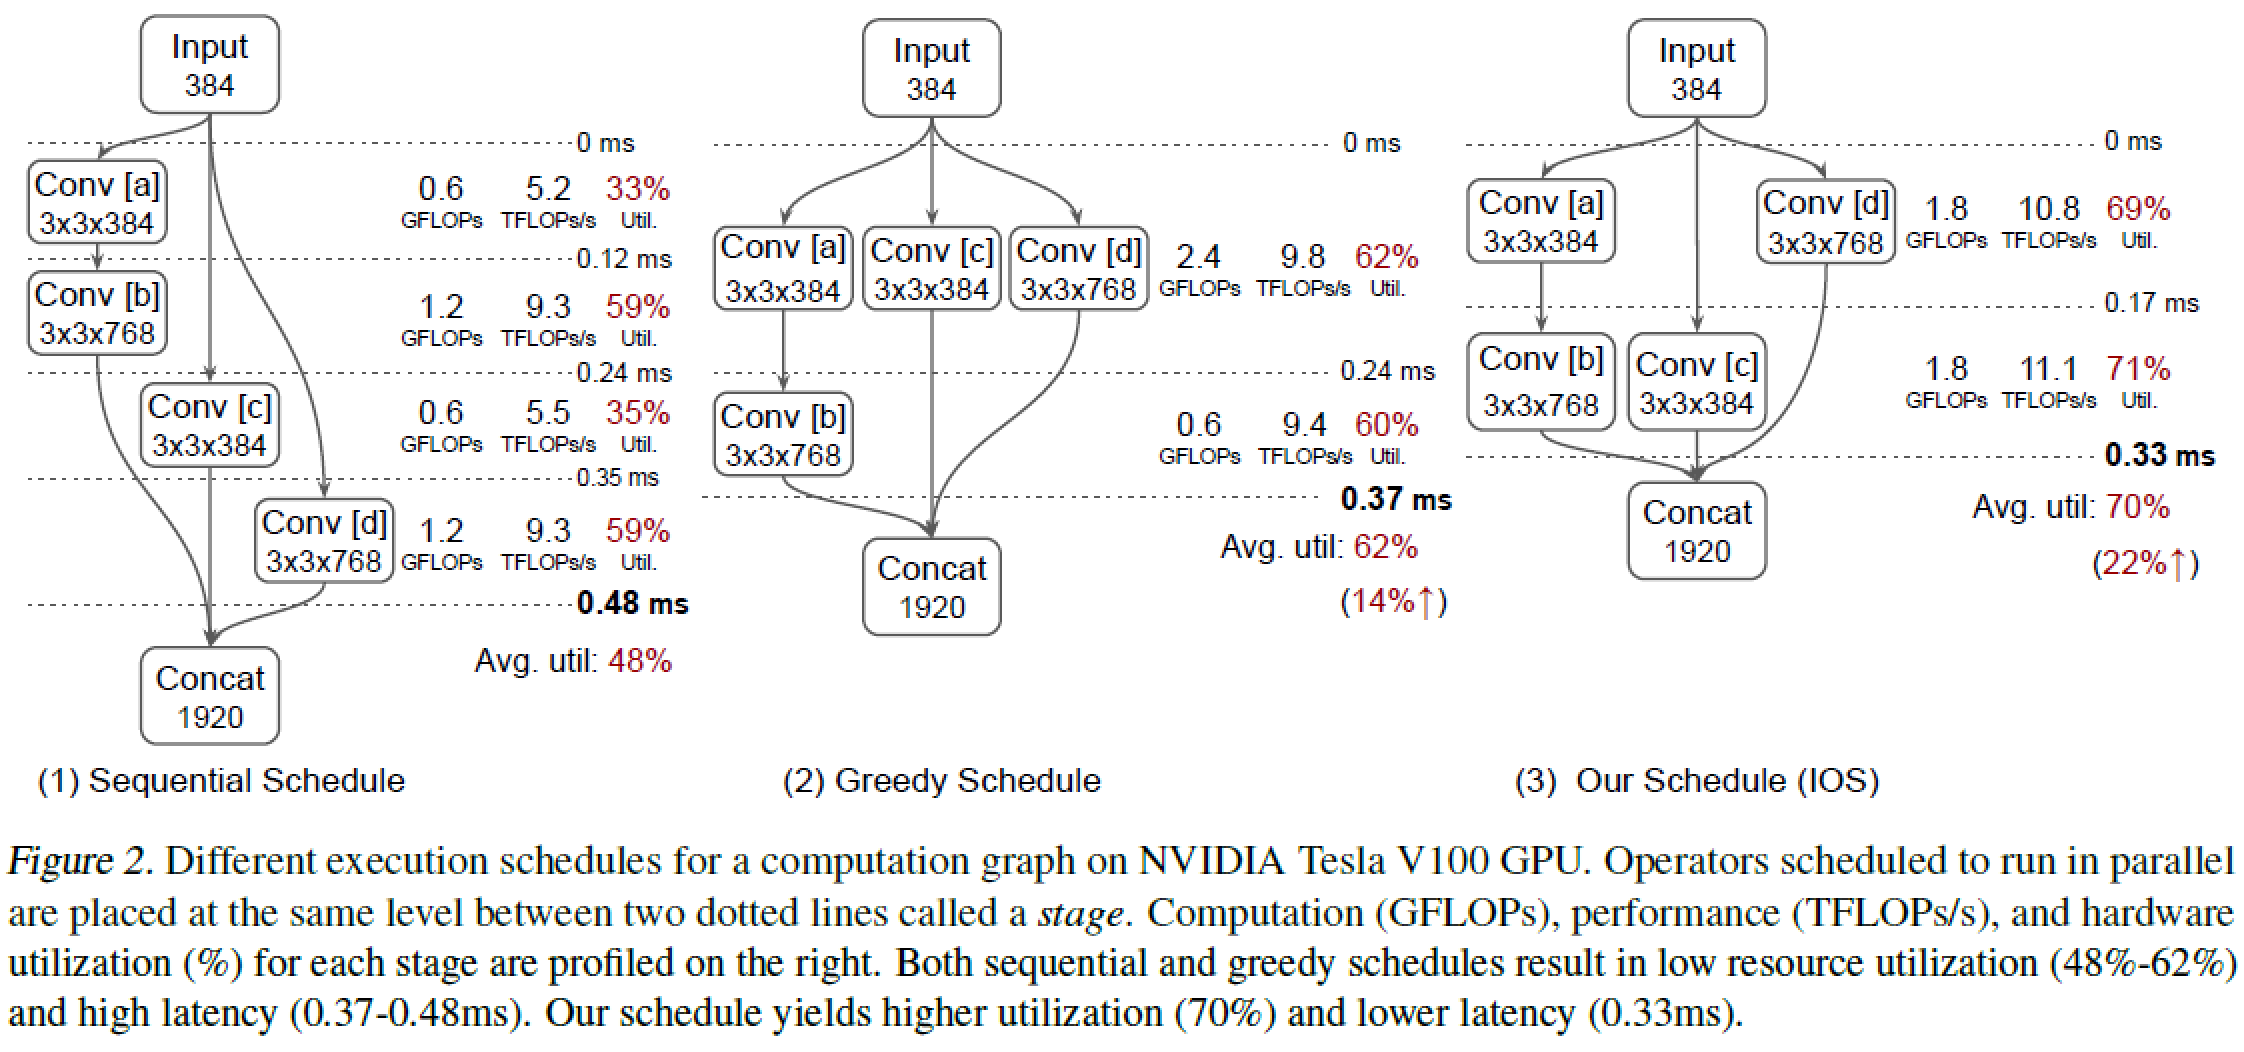 Input
384
0 ms
Conv [a]
3x3x384
0.6 5.2 33%
GFLOPs TFLOPs/s Util.
0.12 ms
Conv [b]
3x3x768
1.2 9.3 59%
GFLOPs TFLOPs/s Util.
0.24 ms
Conv [c]
3x3x384
0.6 5.5 35%
GFLOPs TFLOPs/s Util.
0.35 ms
Conv [d]
3x3x768
1.2 9.3 59%
GFLOPs TFLOPs/s Util.
0.48 ms
Avg. util: 48%
Concat
1920
(1) Sequential Schedule
Input
384
0 ms
Conv [a] Conv [c] Conv [d]
3x3x384 3x3x384 3x3x768
2.4 9.8 62%
GFLOPs TFLOPs/s Util.
0.24 ms
Conv [b]
3x3x768
0.6 9.4 60%
GFLOPs TFLOPs/s Util.
0.37 ms
Avg. util: 62%
(14%↑)
Concat
1920
(2) Greedy Schedule
Input
384
0 ms
Conv [a] Conv [d]
3x3x384 3x3x768
1.8 10.8 69%
GFLOPs TFLOPs/s Util.
0.17 ms
Conv [b] Conv [c]
3x3x768 3x3x384
1.8 11.1 71%
GFLOPs TFLOPs/s Util.
0.33 ms
Avg. util: 70%
(22%↑)
Concat
1920
(3) Our Schedule (IOS)
Figure 2. Different execution schedules for a computation graph on NVIDIA Tesla V100 GPU. Operators scheduled to run in parallel
are placed at the same level between two dotted lines called a stage. Computation (GFLOPs), performance (TFLOPs/s), and hardware
utilization (%) for each stage are profiled on the right. Both sequential and greedy schedules result in low resource utilization (48%-62%)
and high latency (0.37-0.48ms). Our schedule yields higher utilization (70%) and lower latency (0.33ms).